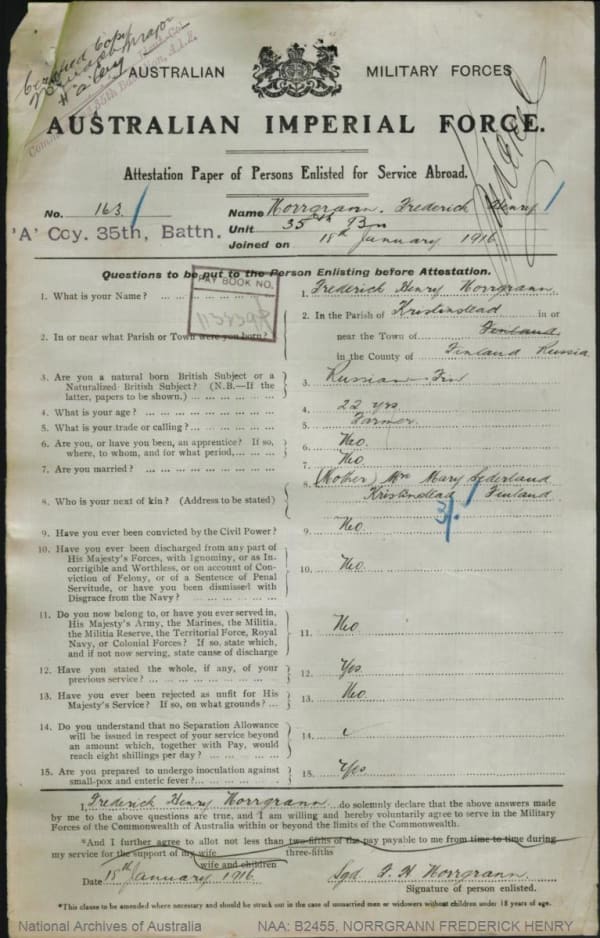 Certified Copy
Major
AUSTRALIAN MILITARY FORCES
AUSTRALIAN IMPERIAL FORCE.
Attestation Paper of Persons Enlisted for Service Abroad.
No. 163 Name Norrgrann. Frederick Henry
'A' Coy. 35th, Battn. Unit 35th Bn
Joined on 18th January 1916
Questions to be put to the Person Enlisting before Attestation.
PAY BOOK NO.
1. What is your Name? ... 1. Frederick Henry Norrgrann
2. In or near what Parish or Town were you born? 2. In the Parish of Kristinstead in or
near the Town of Finland
in the County of Finland Russia
3. Are you a natural born British Subject or a Naturalized British Subject? (N.B.—If the latter, papers to be shown.) ... 3. Russian Fin
4. What is your age? ... 4. 22 yrs
5. What is your trade or calling? ... 5. Farmer
6. Are you, or have you been, an apprentice? If so, where, to whom, and for what period, ... 6. No.
7. Are you married? ... 7. No
8. Who is your next of kin? (Address to be stated) 8. (Mother) Mrs Mary Sederland
Kristinstead Finland
9. Have you ever been convicted by the Civil Power? 9. No.
10. Have you ever been discharged from any part of
His Majesty's Forces, with Ignominy, or as In-
corrigible and Worthless, or on account of Con-
viction of Felony, or of a Sentence of Penal
Servitude, or have you been dismissed with
Disgrace from the Navy? ... 10. No.
11. Do you now belong to, or have you ever served in,
His Majesty's Army, the Marines, the Militia,
the Militia Reserve, the Territorial Force, Royal
Navy, or Colonial Forces? If so, state which,
and if not now serving, state cause of discharge 11. No
12. Have you stated the whole, if any, of your
previous service? ... 12. Yes.
13. Have you ever been rejected as unfit for His
Majesty's Service? If so, on what grounds? ... 13. No.
14. Do you understand that no Separation Allowance
will be issued in respect of your service beyond
an amount which, together with Pay, would
reach eight shillings per day? ... 14.
15. Are you prepared to undergo inoculation against
small-pox and enteric fever? ... 15. Yes
I, Frederick Henry Norrgrann do solemnly declare that the above answers made
by me to the above questions are true, and I am willing and hereby voluntarily agree to serve in the Military
Forces of the Commonwealth of Australia within or beyond the limits of the Commonwealth.
*And I further agree to allot not less than two-fifths of the pay payable to me from time to time during
three-fifths
my service for the support of my wife
wife and children
Date 18th January 1916. Sgd F. H Norrgrann
Signature of person enlisted.
*This clause to be amended where necessary and should be struck out in the case of unmarried men or widowers without children under 18 years of age.
National Archives of Australia NAA: B2455, NORRGRANN FREDERICK HENRY